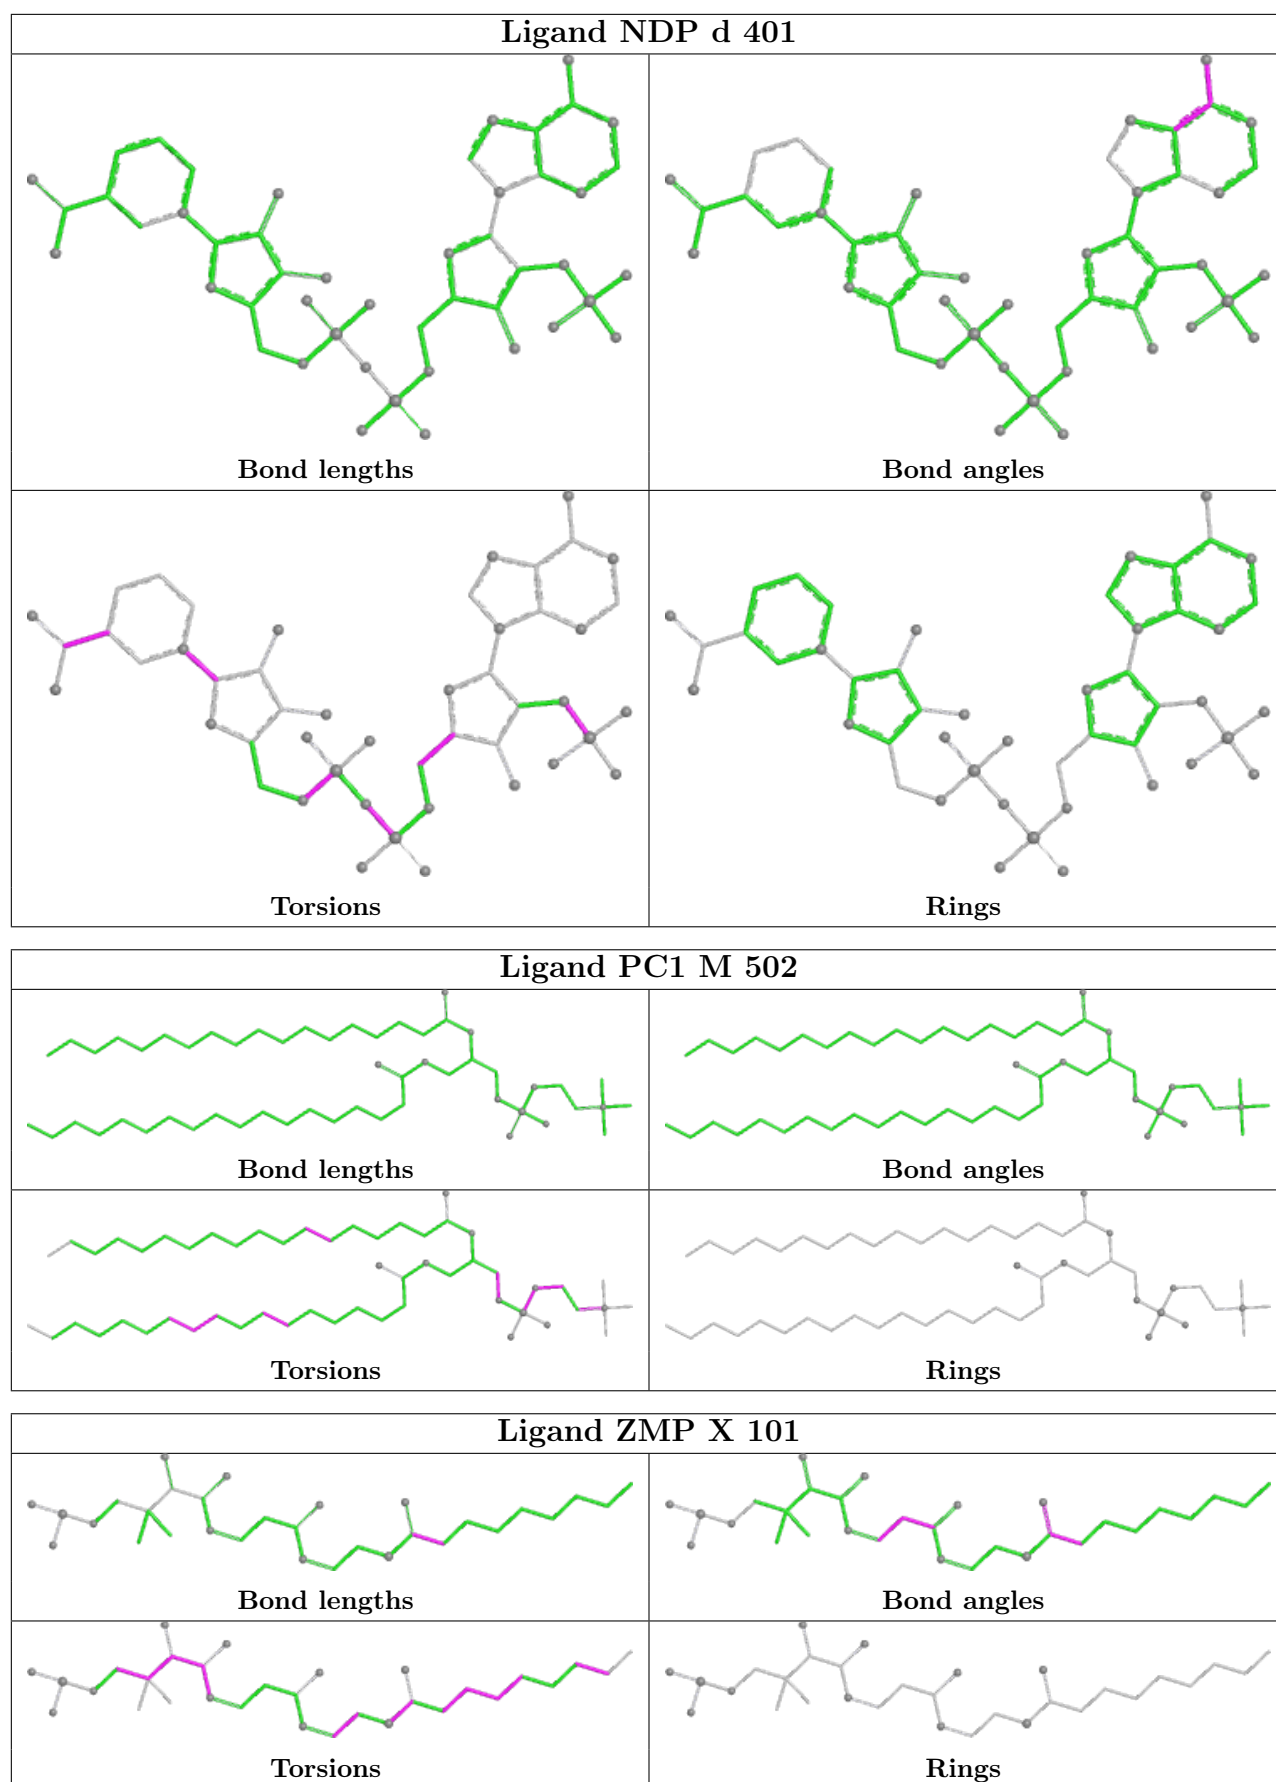 Ligand NDP d 401
Bond lengths
Bond angles
Torsions
Rings
Ligand PC1 M 502
Bond lengths
Bond angles
Torsions
Rings
Ligand ZMP X 101
Bond lengths
Bond angles
Torsions
Rings